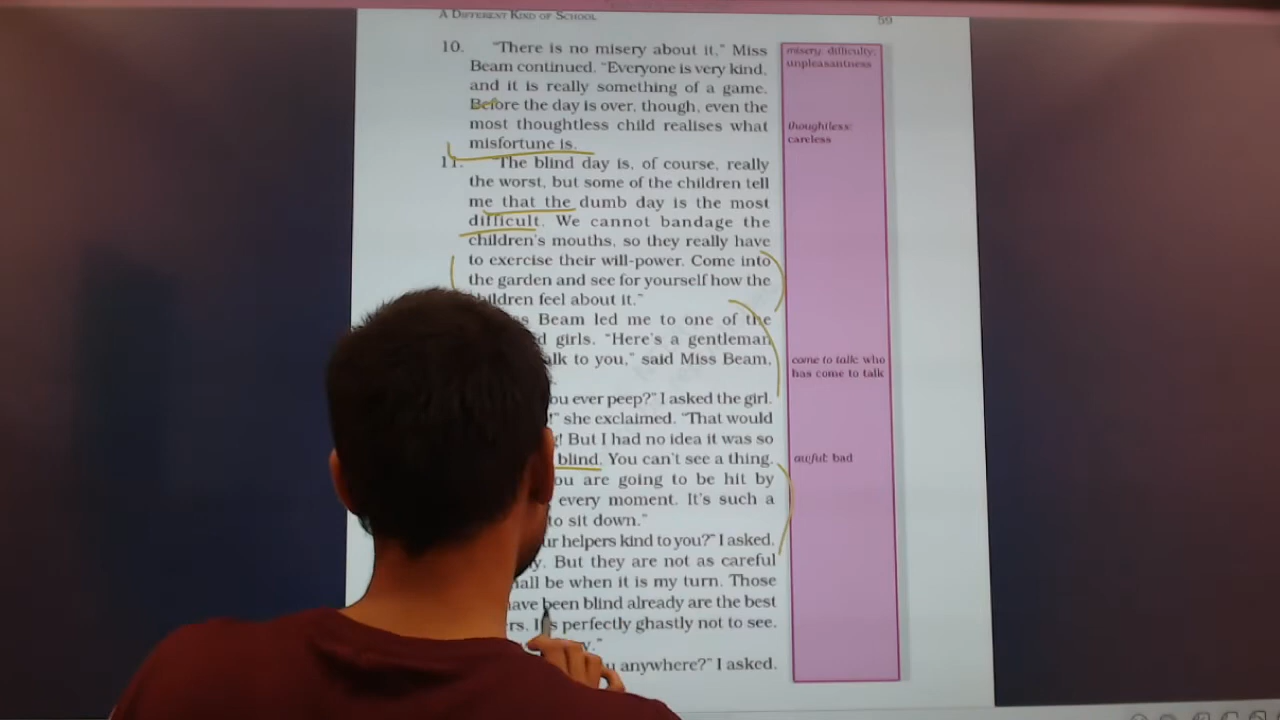 A DIFFERENT KIND OF SCHOOL 59
10. "There is no misery about it," Miss
Beam continued. "Everyone is very kind,
and it is really something of a game.
Before the day is over, though, even the
most thoughtless child realises what
misfortune is.
11. "The blind day is, of course, really
the worst, but some of the children tell
me that the dumb day is the most
difficult. We cannot bandage the
children's mouths, so they really have
to exercise their will-power. Come into
the garden and see for yourself how the
children feel about it."
Beam led me to one of the
girls. "Here's a gentleman
to you," said Miss Beam,
ever peep?" I asked the girl.
she exclaimed. "That would
But I had no idea it was so
blind. You can't see a thing.
are going to be hit by
every moment. It's such a
to sit down."
helpers kind to you?" I asked.
But they are not as careful
be when it is my turn. Those
have been blind already are the best
It's perfectly ghastly not to see.
anywhere?" I asked.
misery: difficulty;
unpleasantness
thoughtless:
careless
come to talk: who
has come to talk
awful: bad